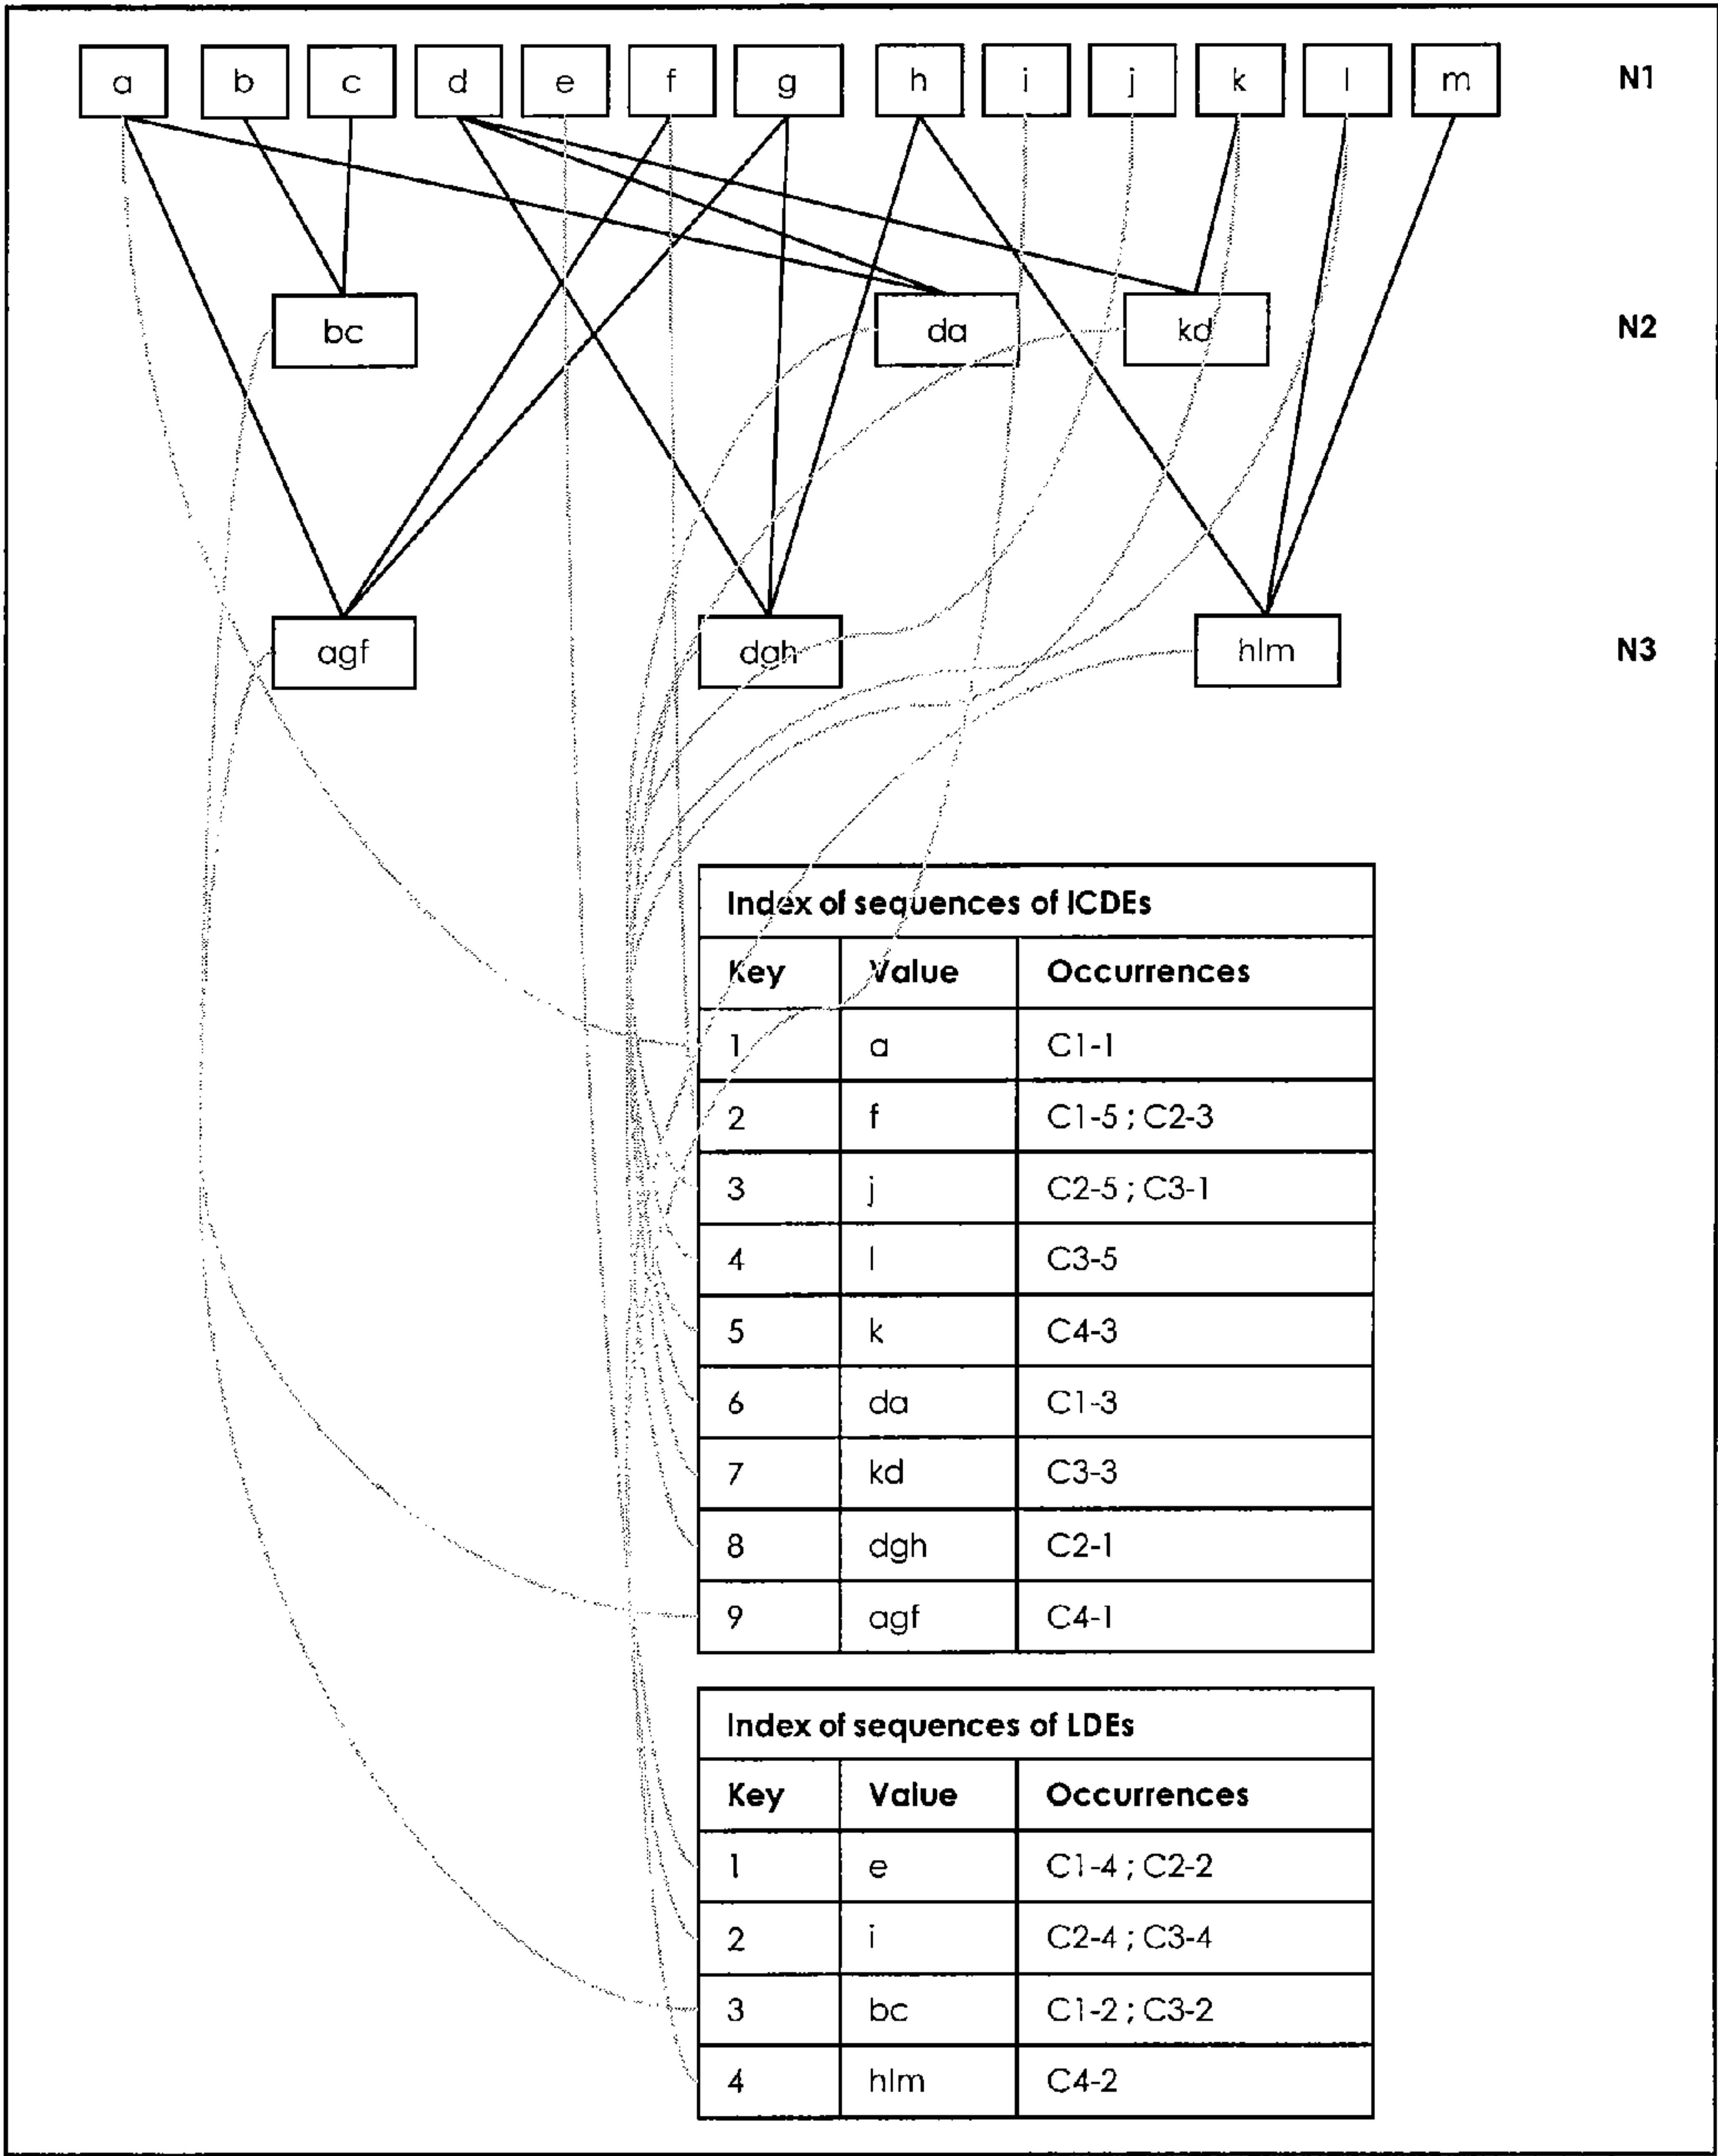 a b c d e f g h i j k l m N1
bc da kd N2
agf dgh hlm N3
Index of sequences of ICDEs
Key Value Occurrences
1 a C1-1
2 f C1-5 ; C2-3
3 j C2-5 ; C3-1
4 l C3-5
5 k C4-3
6 da C1-3
7 kd C3-3
8 dgh C2-1
9 agf C4-1
Index of sequences of LDEs
Key Value Occurrences
1 e C1-4 ; C2-2
2 i C2-4 ; C3-4
3 bc C1-2 ; C3-2
4 hlm C4-2